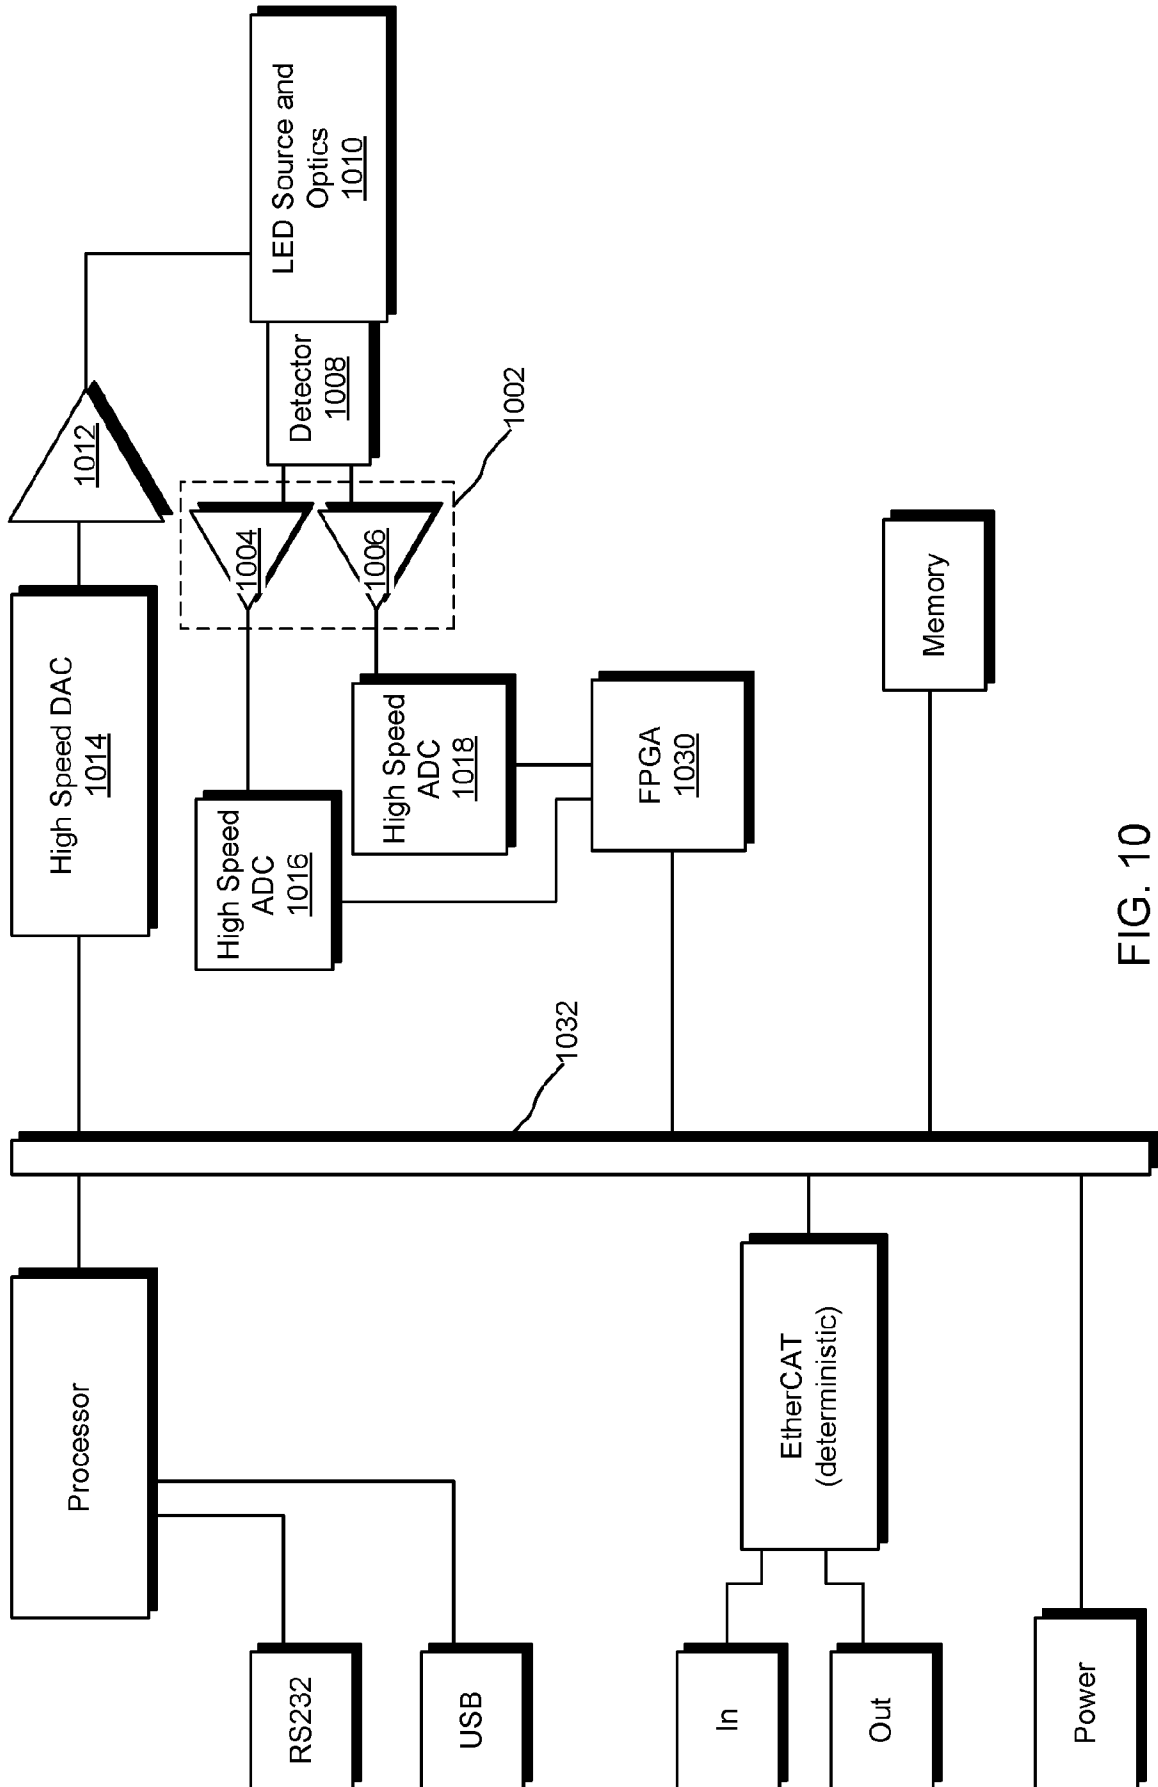 RS232
USB
In
Out
Power
Processor
EtherCAT
(deterministic)
1032
High Speed DAC
1014
High Speed
ADC
1016
High Speed
ADC
1018
FPGA
1030
Memory
1012
1004
1006
1002
Detector
1008
LED Source and
Optics
1010
FIG. 10